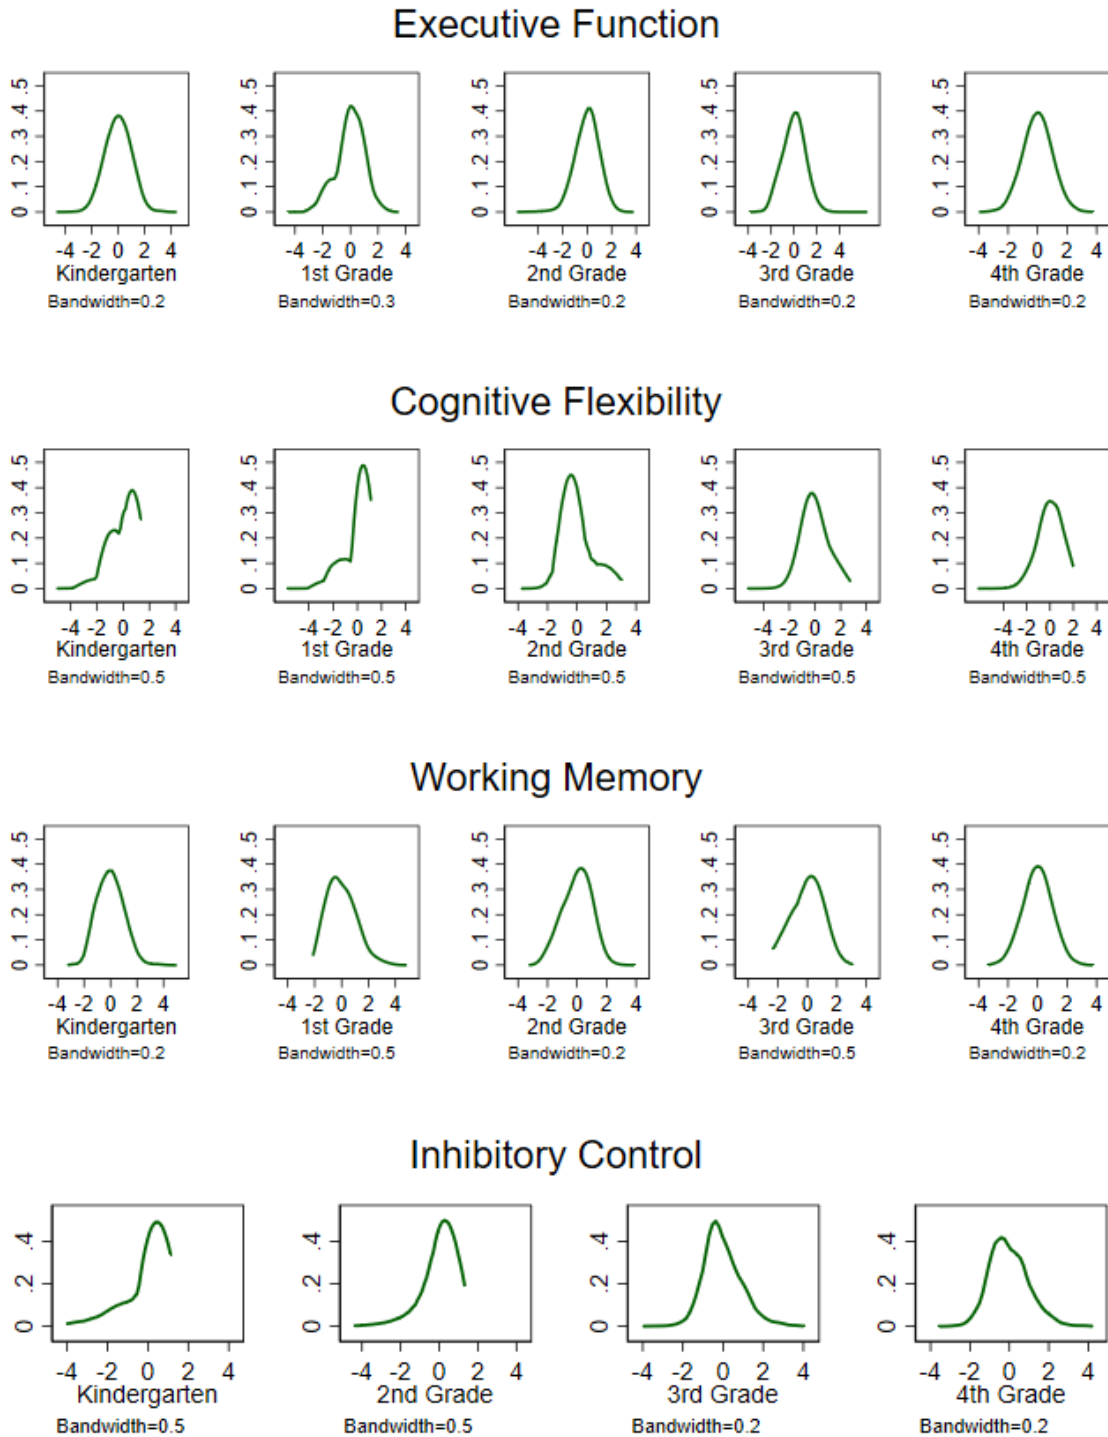 Executive Function
.5 .5 .5 .5 .5
.4 .4 .4 .4 .4
.3 .3 .3 .3 .3
.2 .2 .2 .2 .2
.1 .1 .1 .1 .1
0 0 0 0 0
-4 -2 0 2 4 -4 -2 0 2 4 -4 -2 0 2 4 -4 -2 0 2 4 -4 -2 0 2 4
Kindergarten 1st Grade 2nd Grade 3rd Grade 4th Grade
Bandwidth=0.2 Bandwidth=0.3 Bandwidth=0.2 Bandwidth=0.2 Bandwidth=0.2
Cognitive Flexibility
.5 .5 .5 .5 .5
.4 .4 .4 .4 .4
.3 .3 .3 .3 .3
.2 .2 .2 .2 .2
.1 .1 .1 .1 .1
0 0 0 0 0
-4 -2 0 2 4 -4 -2 0 2 4 -4 -2 0 2 4 -4 -2 0 2 4 -4 -2 0 2 4
Kindergarten 1st Grade 2nd Grade 3rd Grade 4th Grade
Bandwidth=0.5 Bandwidth=0.5 Bandwidth=0.5 Bandwidth=0.5 Bandwidth=0.5
Working Memory
.5 .5 .5 .5 .5
.4 .4 .4 .4 .4
.3 .3 .3 .3 .3
.2 .2 .2 .2 .2
.1 .1 .1 .1 .1
0 0 0 0 0
-4 -2 0 2 4 -4 -2 0 2 4 -4 -2 0 2 4 -4 -2 0 2 4 -4 -2 0 2 4
Kindergarten 1st Grade 2nd Grade 3rd Grade 4th Grade
Bandwidth=0.2 Bandwidth=0.5 Bandwidth=0.2 Bandwidth=0.5 Bandwidth=0.2
Inhibitory Control
.4 .4 .4 .4
.2 .2 .2 .2
0 0 0 0
-4 -2 0 2 4 -4 -2 0 2 4 -4 -2 0 2 4 -4 -2 0 2 4
Kindergarten 2nd Grade 3rd Grade 4th Grade
Bandwidth=0.5 Bandwidth=0.5 Bandwidth=0.2 Bandwidth=0.2